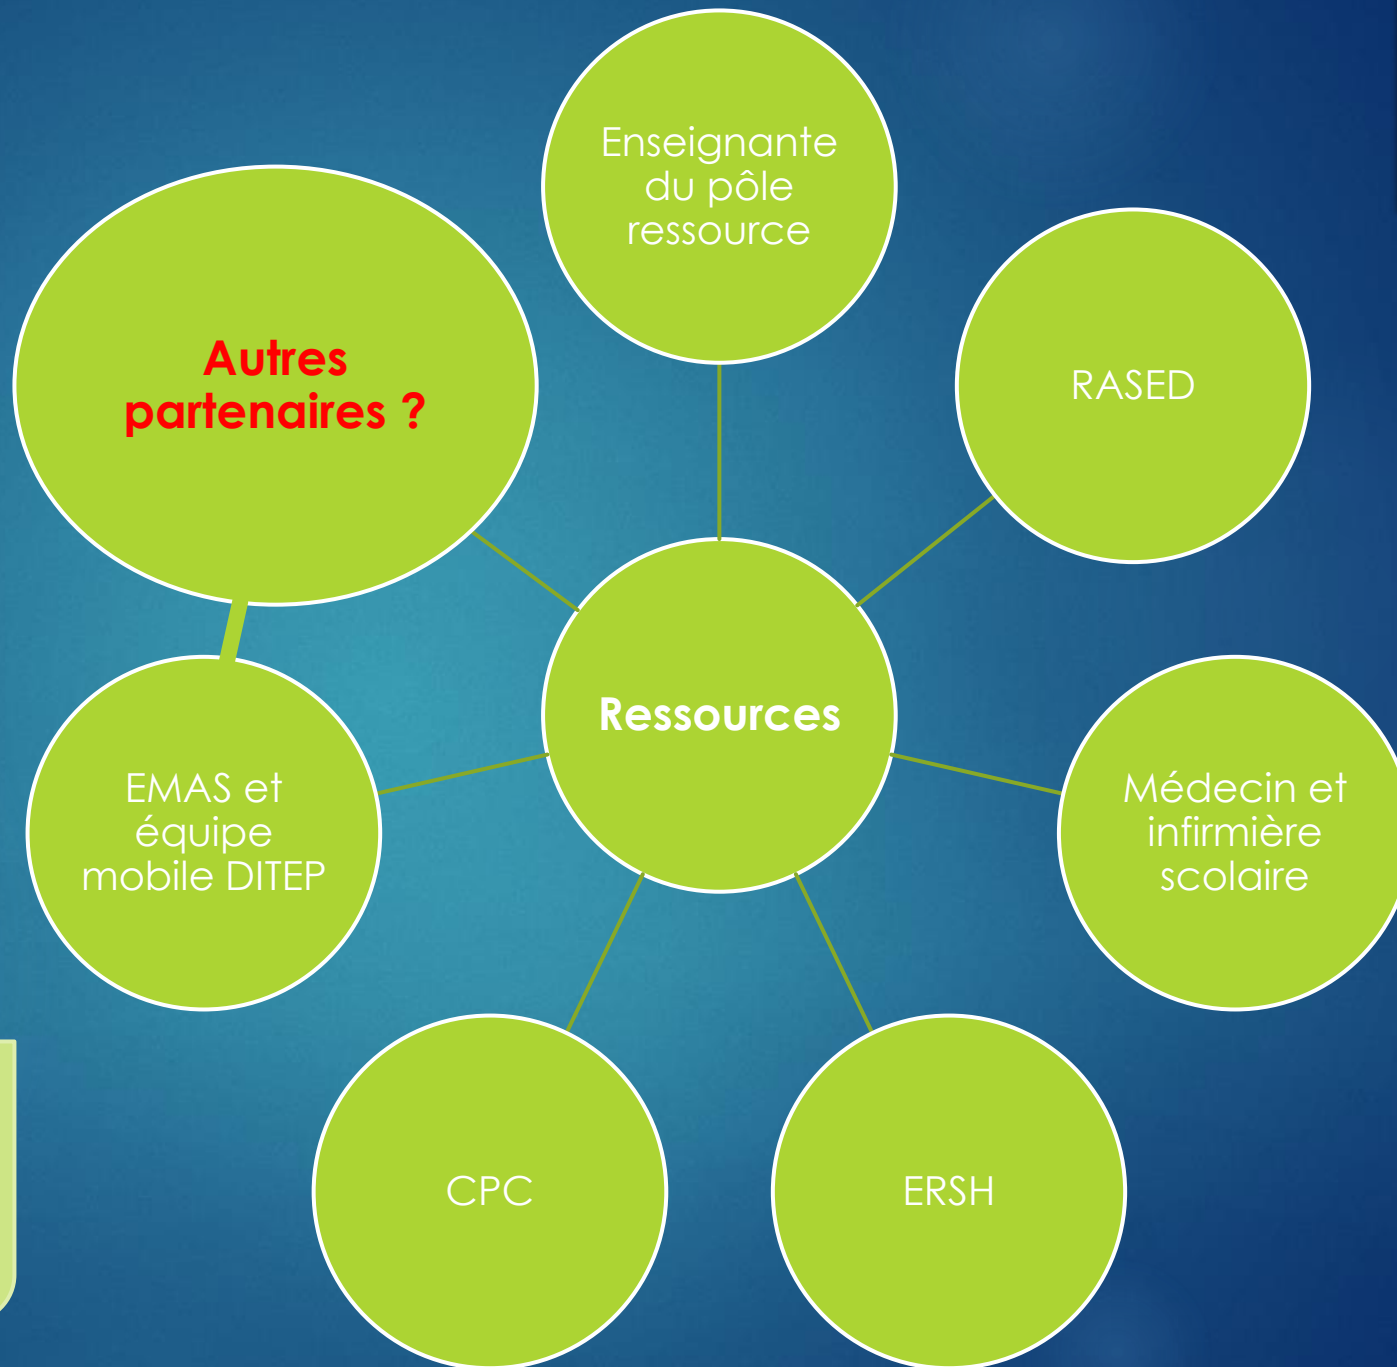 Enseignante
du pôle
ressource
RASED
Médecin et
infirmière
scolaire
ERSH
CPC
EMAS et
équipe
mobile DITEP
Autres
partenaires ?
Ressources